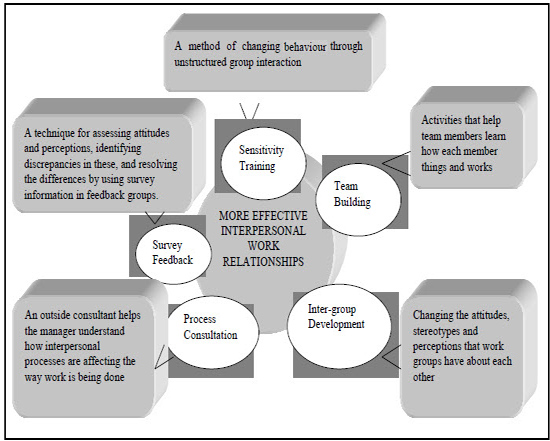 A method of changing behaviour through
unstructured group interaction
A technique for assessing attitudes
and perceptions, identifying
discrepancies in these, and resolving
the differences by using survey
information in feedback groups.
Activities that help
team members learn
how each member
things and works
Sensitivity
Training
Team
Building
MORE EFFECTIVE
INTERPERSONAL
WORK
RELATIONSHIPS
Survey
Feedback
Process
Consultation
Inter-group
Development
An outside consultant helps
the manager understand
how interpersonal
processes are affecting the
way work is being done
Changing the attitudes,
stereotypes and
perceptions that work
groups have about each
other